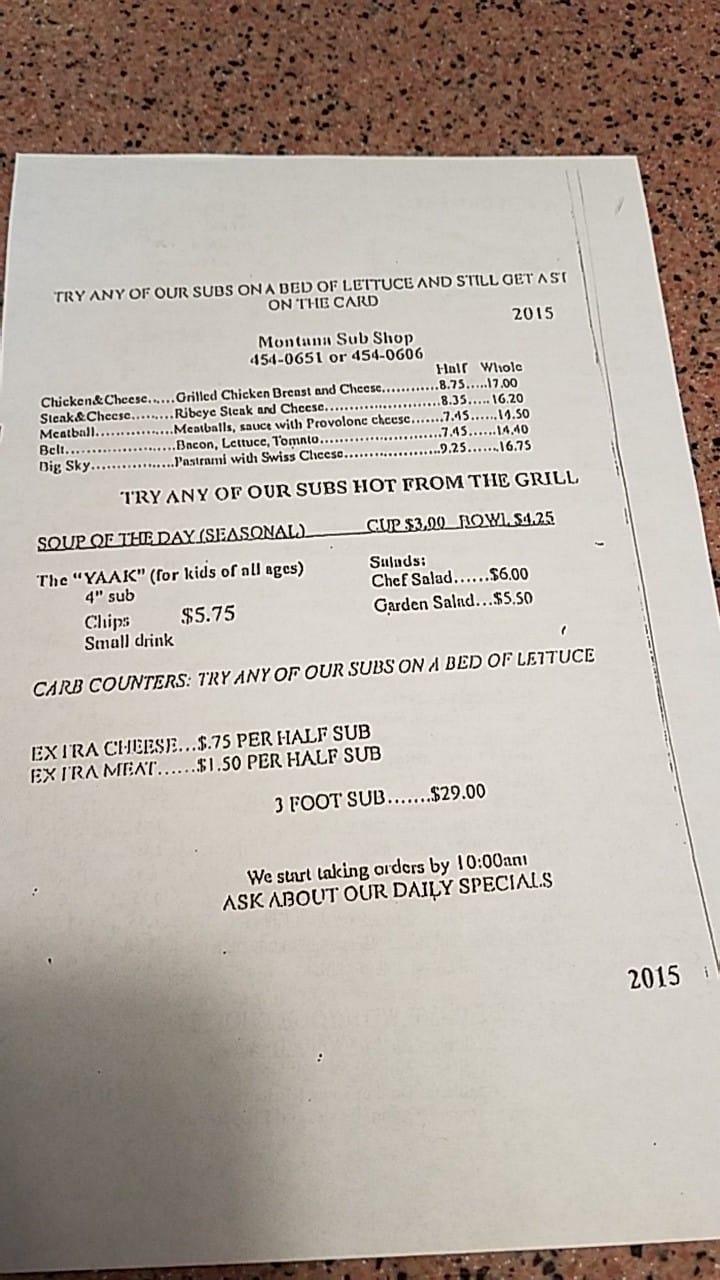 TRY ANY OF OUR SUBS ON A BED OF LETTUCE AND STILL GET A ST
ON THE CARD
2015
Montana Sub Shop
454-0651 or 454-0606
Half Whole
Chicken&Cheese......Grilled Chicken Breast and Cheese............8.75.....17.00
Steak&Cheese.........Ribeye Steak and Cheese........................8.35.....16.20
Meatball................Meatballs, sauce with Provolone cheese.......7.45......14.50
Belt.......................Bacon, Lettuce, Tomato.........................7.45......14.40
Big Sky.................Pastrami with Swiss Cheese....................9.25.......16.75
TRY ANY OF OUR SUBS HOT FROM THE GRILL
SOUP OF THE DAY (SEASONAL) CUP $3.00 BOWL $4.25
The "YAAK" (for kids of all ages) Salads:
4" sub Chef Salad......$6.00
Chips $5.75 Garden Salad...$5.50
Small drink
CARB COUNTERS: TRY ANY OF OUR SUBS ON A BED OF LETTUCE
EXTRA CHEESE...$.75 PER HALF SUB
EXTRA MEAT......$1.50 PER HALF SUB
3 FOOT SUB.......$29.00
We start taking orders by 10:00am
ASK ABOUT OUR DAILY SPECIALS
2015